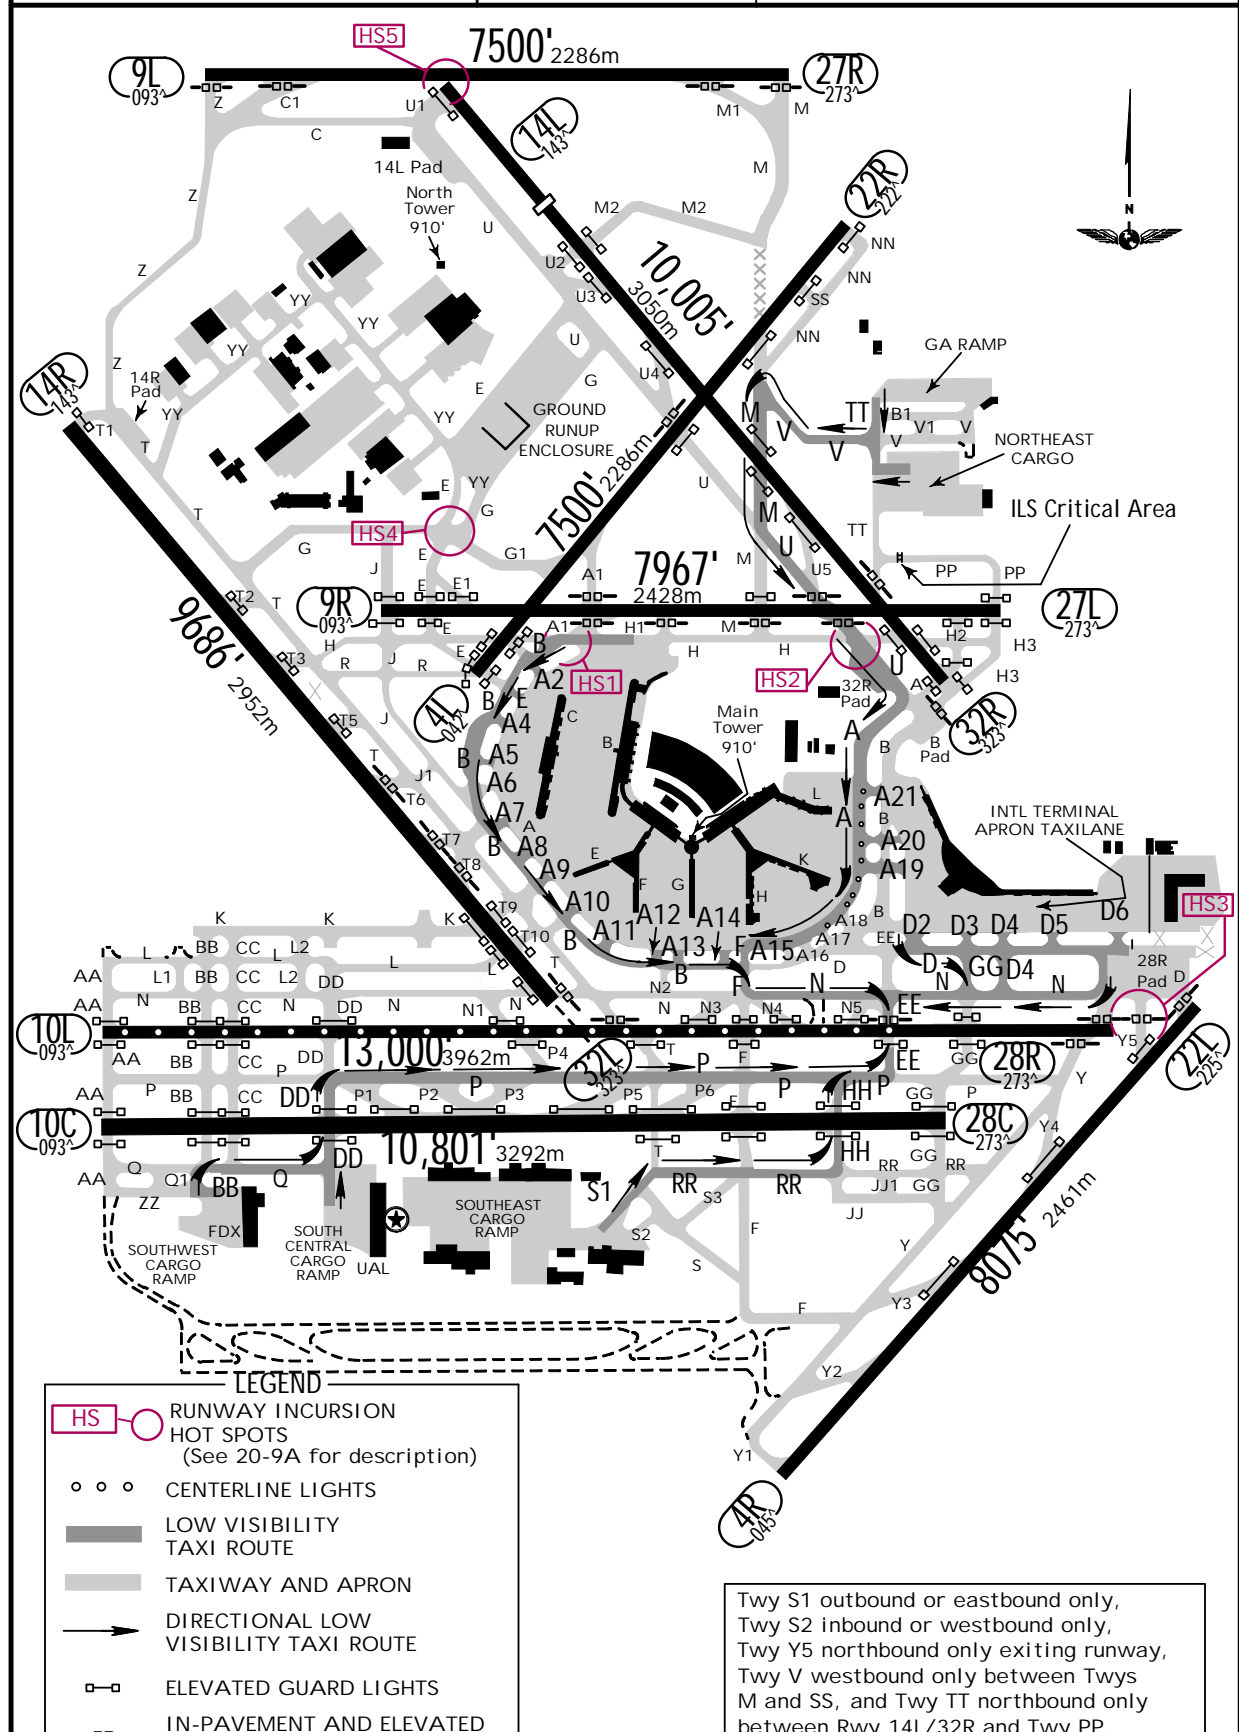 HS5
7500' 2286m
9L
093^
27R
273^
Z
C1
U1
M1
M
C
14L
143^
14L Pad
North
Tower
910'
M
22R
222^
Z
U
M2
M2
N
NN
U2
10,005'
3050m
Z
YY
U3
NN
SS
YY
U
NN
YY
GA RAMP
Z
14R
143^
14R
Pad
E
G
U4
YY
YY
GROUND
RUNUP
ENCLOSURE
M
TT
B1
V1
V
V
V
V
T1
T
NORTHEAST
CARGO
7500' 2286m
E
YY
U
T
G
M
ILS Critical Area
HS4
G
E
G1
U
TT
J
E
E1
A1
7967'
2428m
M
U5
PP
PP
T2
T
9R
093^
27L
273^
9686'
2952m
H
E
A1
H1
M
H
H
H2
H3
B
T3
R
J
R
E
HS1
HS2
U
A
H3
A2
4L
042^
B
E
32R
Pad
32R
323^
A4
C
Main
Tower
910'
A
B
B
Pad
T5
J
B
A5
B
T
J1
A6
T6
L
A21
INTL TERMINAL
APRON TAXILANE
A7
A
A
B
T7
B
A8
A20
T8
A9
E
K
A19
F
G
H
HS3
T9
A10
A12
A14
A18
B
D2
D3
D4
D5
D6
K
K
K
T10
B
A11
A13
F
A15
A17
EE
BB
CC
L2
A16
L
L
L
L
T
B
D
D
GG
D4
I
28R
Pad
D
AA
L1
BB
CC
L2
DD
N2
F
N
N
N
AA
N
BB
CC
N
DD
N
N1
N
N
N3
N4
N5
EE
10L
093^
13,000' 3962m
P4
32L
323^
T
P
F
EE
GG
28R
273^
Y5
Y
22L
225^
AA
BB
CC
DD
P
P
P
DD
P1
P2
P
P3
P5
P6
P
HH
P
GG
P
AA
BB
CC
F
10C
093^
10,801' 3292m
28C
273^
Y4
DD
T
HH
GG
RR
RR
AA
Q
Q1
BB
Q
S1
RR
S3
RR
JJ1
GG
ZZ
FDX
SOUTHEAST
CARGO
RAMP
2461m
SOUTHWEST
CARGO
RAMP
SOUTH
CENTRAL
CARGO
RAMP
UAL
S2
F
JJ
S
Y
8075'
F
Y3
Y2
Y1
4R
045^
LEGEND
HS
RUNWAY INCURSION
HOT SPOTS
(See 20-9A for description)
CENTERLINE LIGHTS
LOW VISIBILITY
TAXI ROUTE
TAXIWAY AND APRON
DIRECTIONAL LOW
VISIBILITY TAXI ROUTE
ELEVATED GUARD LIGHTS
IN-PAVEMENT AND ELEVATED
Twy S1 outbound or eastbound only,
Twy S2 inbound or westbound only,
Twy Y5 northbound only exiting runway,
Twy V westbound only between Twys
M and SS, and Twy TT northbound only
between Rwy 14L/32R and Twy PP.